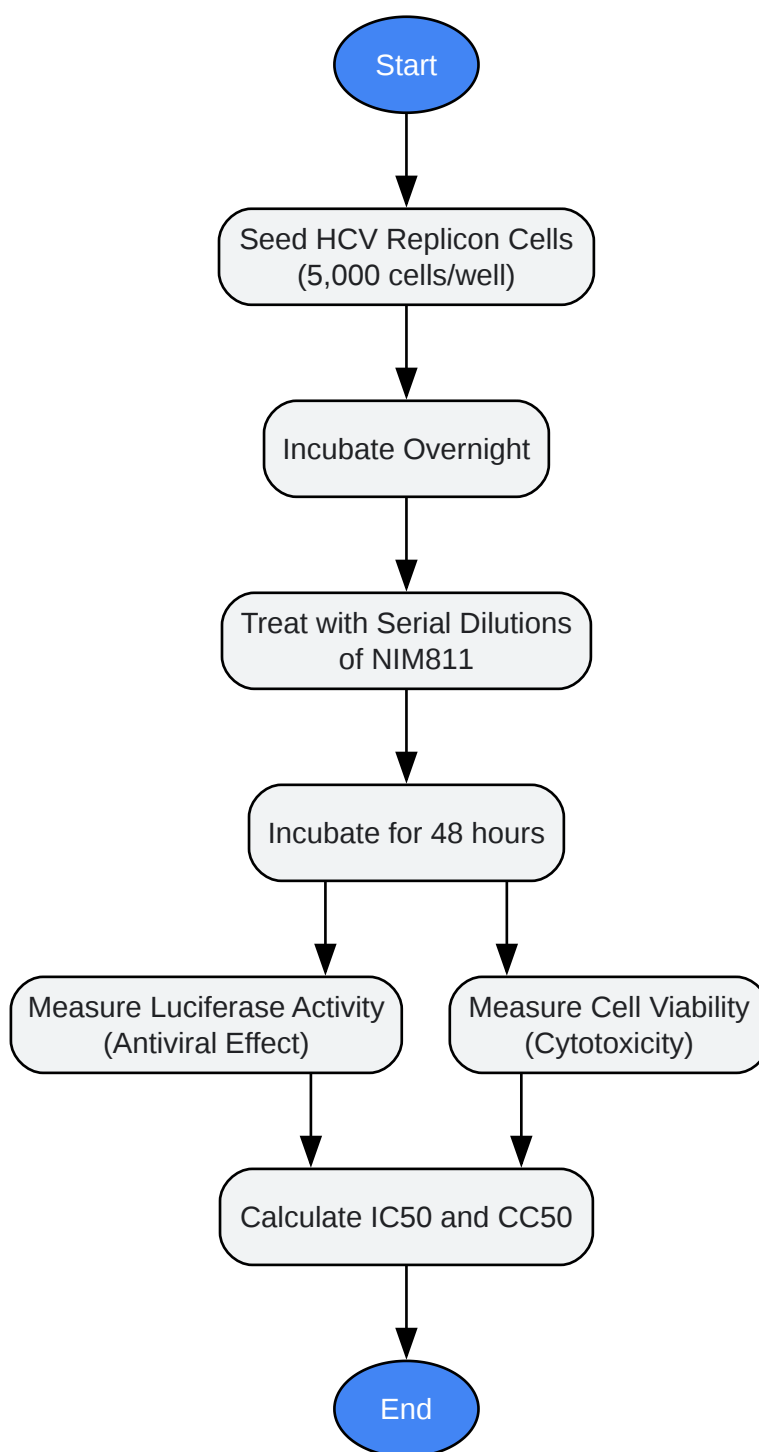 Start
Seed HCV Replicon Cells
(5,000 cells/well)
Incubate Overnight
Treat with Serial Dilutions
of NIM811
Incubate for 48 hours
Measure Luciferase Activity
(Antiviral Effect)
Measure Cell Viability
(Cytotoxicity)
Calculate IC50 and CC50
End